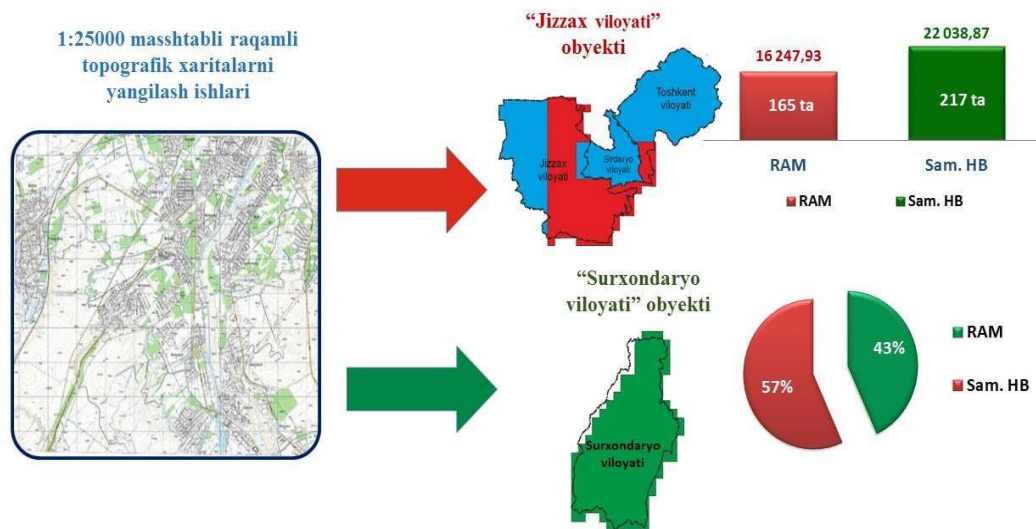 1:25000 masshtabli raqamli
topografik xaritalarni
yangilash ishlari
“Jizzax viloyati”
obyekti
Toshkent
viloyati
Jizzax
viloyati
Sirdaryo
viloyati
16 247,93
165 ta
RAM
22 038,87
217 ta
Sam. HB
RAM
Sam. HB
“Surxondaryo
viloyati” obyekti
Surxondaryo
viloyati
57%
43%
RAM
Sam. HB